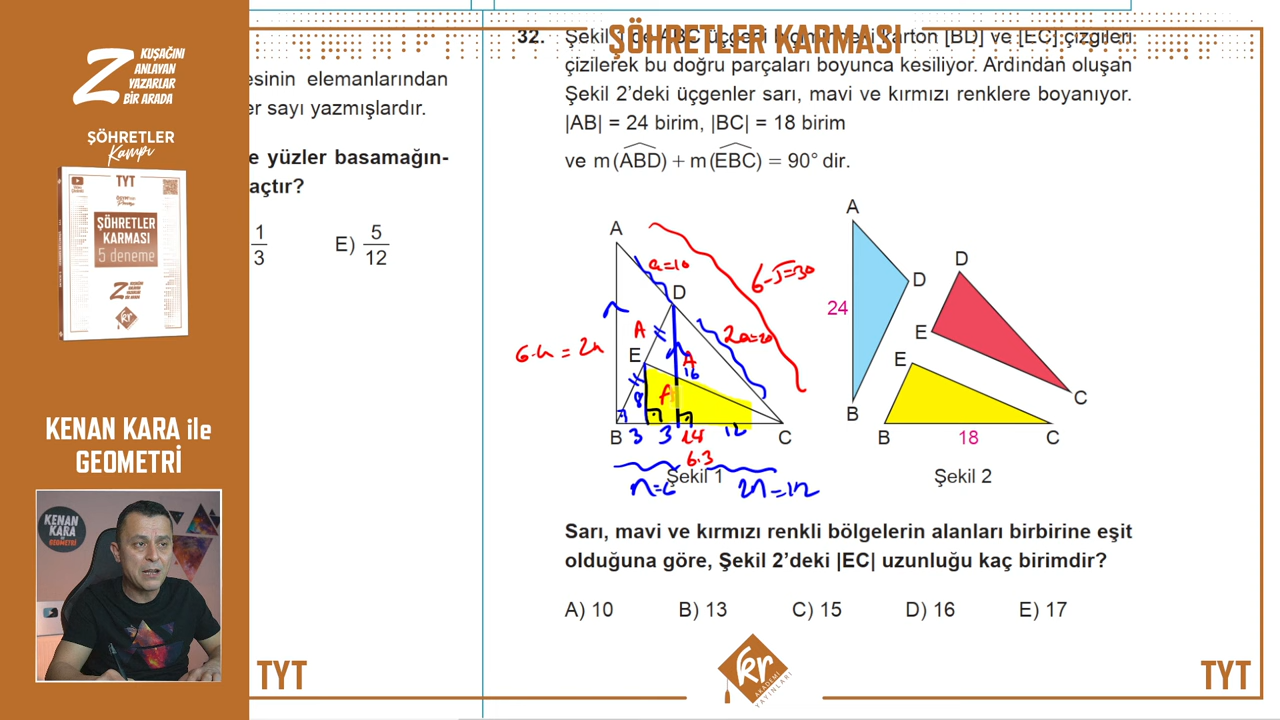 ŞÖHRETLER KARMASI
KUŞAĞINI
ANLAYAN
YAZARLAR
BİR ARADA
Z
ŞÖHRETLER
Kampı
TYT
ŞÖHRETLER
KARMASI
5 deneme
Z
kr
KENAN KARA ile
GEOMETRİ
KENAN
KARA
GEOMETRİ
esinin elemanlarından
er sayı yazmışlardır.
e yüzler basamağın-
açtır?
1/3
E) 5/12
32. Şekil 1'de ABC üçgeni karton [BD] ve [EC] çizgileri
çizilerek bu doğru parçaları boyunca kesiliyor. Ardından oluşan
Şekil 2'deki üçgenler sarı, mavi ve kırmızı renklere boyanıyor.
|AB| = 24 birim, |BC| = 18 birim
ve m(ABD) + m(EBC) = 90° dir.
A
a=10
6·5=30
D
A
2a=20
6·4=24
E
A
16
8
A
B
3
3
24
12
C
6·3
n=6
2n=12
Şekil 1
A
D
24
B
D
E
C
E
B
18
C
Şekil 2
Sarı, mavi ve kırmızı renkli bölgelerin alanları birbirine eşit
olduğuna göre, Şekil 2'deki |EC| uzunluğu kaç birimdir?
A) 10 B) 13 C) 15 D) 16 E) 17
TYT
kr
AKADEMİ
YAYINLARI
TYT